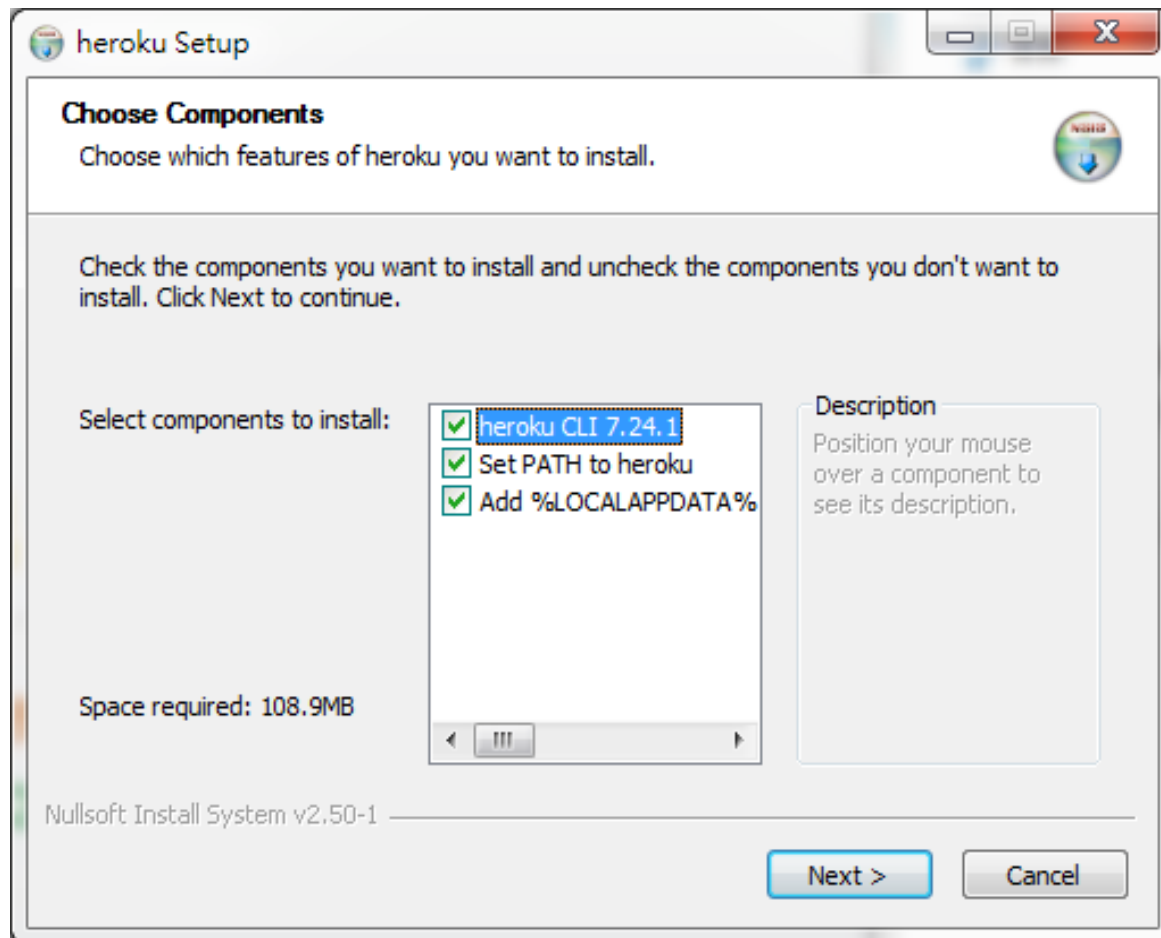 heroku Setup
Choose Components
Choose which features of heroku you want to install.
Check the components you want to install and uncheck the components you don't want to
install. Click Next to continue.
Select components to install:
heroku CLI 7.24.1
Set PATH to heroku
Add %LOCALAPPDATA%
Description
Position your mouse
over a component to
see its description.
Space required: 108.9MB
Nullsoft Install System v2.50-1
Next >
Cancel